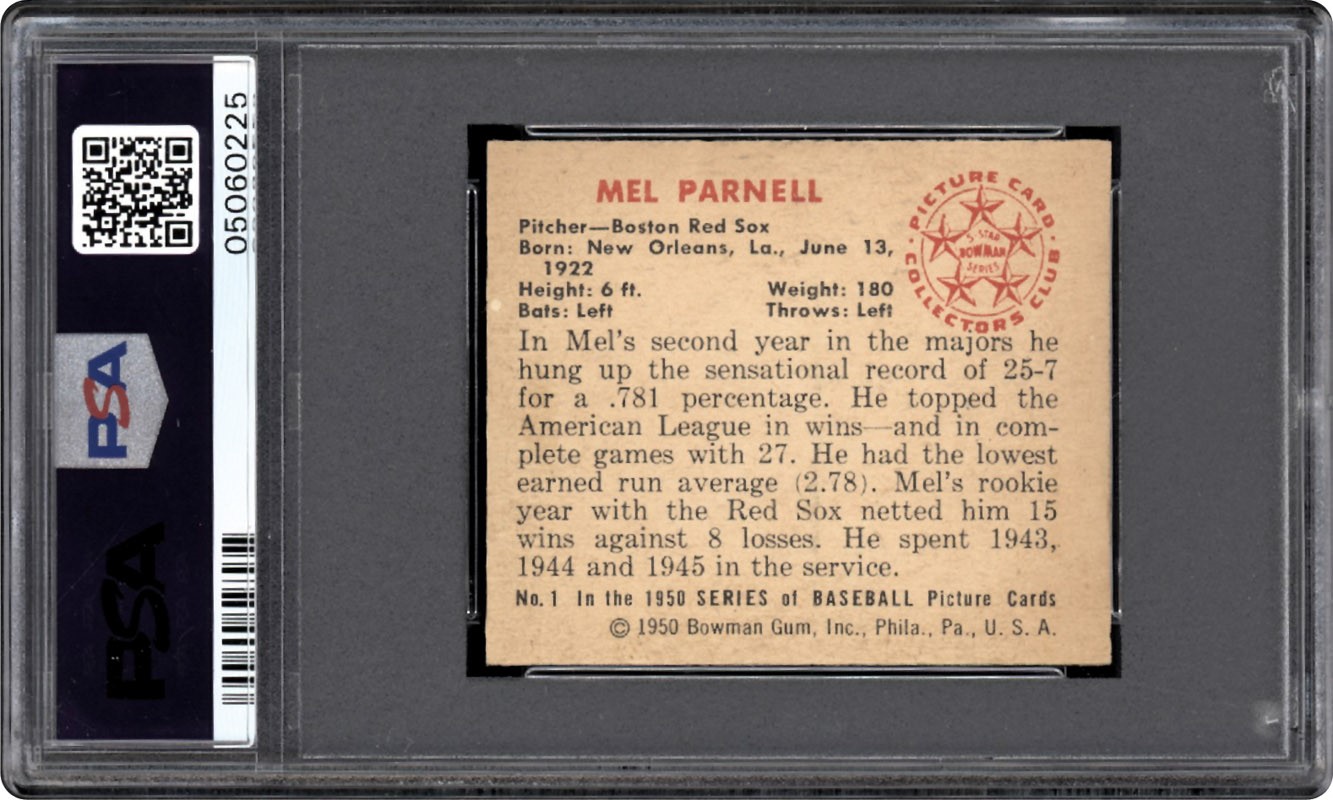 05060225
PSA
PSA
MEL PARNELL
Pitcher—Boston Red Sox
Born: New Orleans, La., June 13,
1922
Height: 6 ft. Weight: 180
Bats: Left Throws: Left
PICTURE CARD
COLLECTORS CLUB
5 STAR
BOWMAN
SERIES
In Mel's second year in the majors he
hung up the sensational record of 25-7
for a .781 percentage. He topped the
American League in wins—and in com-
plete games with 27. He had the lowest
earned run average (2.78). Mel's rookie
year with the Red Sox netted him 15
wins against 8 losses. He spent 1943,
1944 and 1945 in the service.
No. 1 In the 1950 SERIES of BASEBALL Picture Cards
© 1950 Bowman Gum, Inc., Phila., Pa., U. S. A.